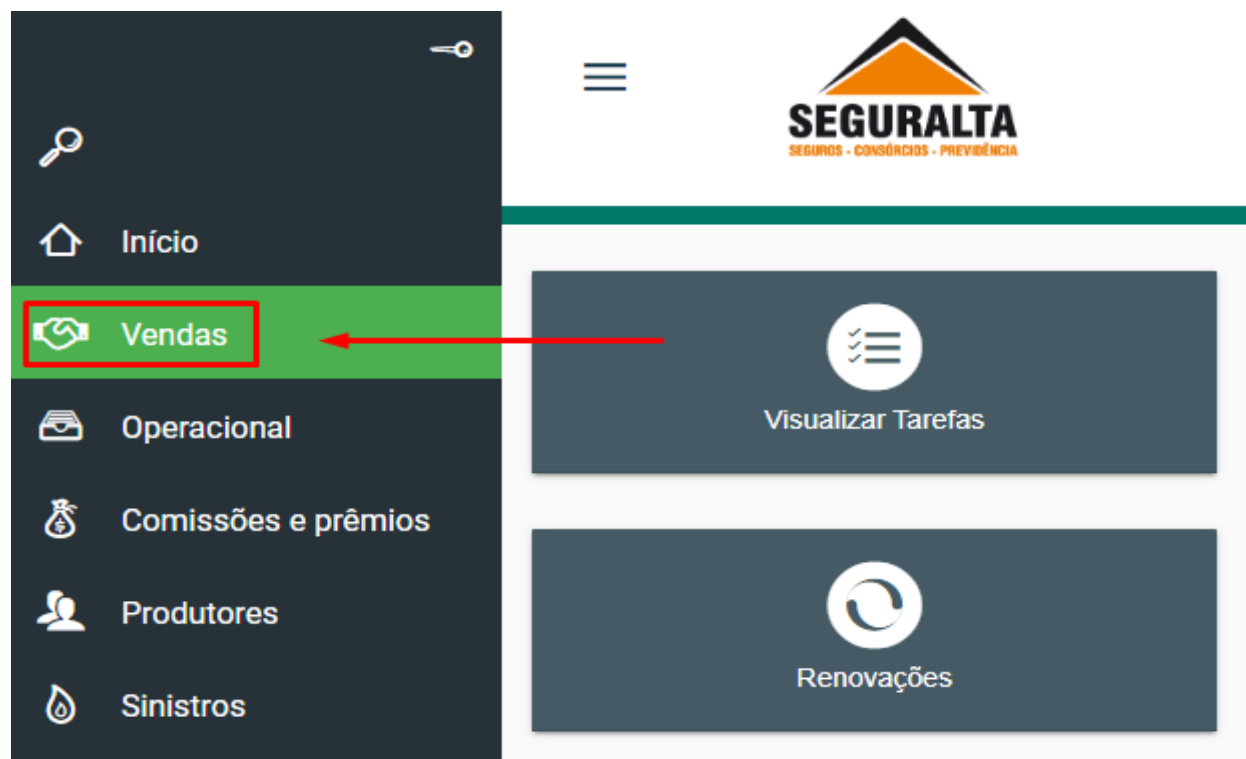 SEGURALTA
SEGUROS - CONSÓRCIOS - PREVIDÊNCIA
Início
Vendas
Operacional
Comissões e prêmios
Produtores
Sinistros
Visualizar Tarefas
Renovações